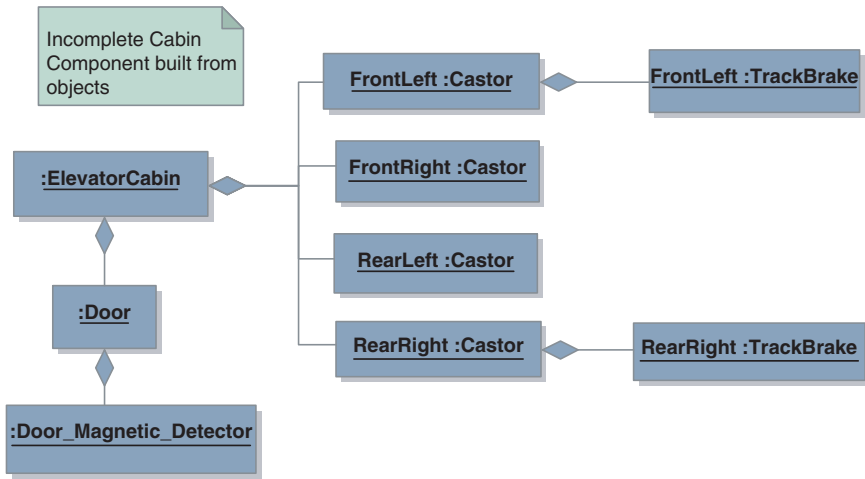 Incomplete Cabin
Component built from
objects
FrontLeft :Castor
FrontLeft :TrackBrake
:ElevatorCabin
FrontRight :Castor
RearLeft :Castor
:Door
RearRight :Castor
RearRight :TrackBrake
:Door_Magnetic_Detector